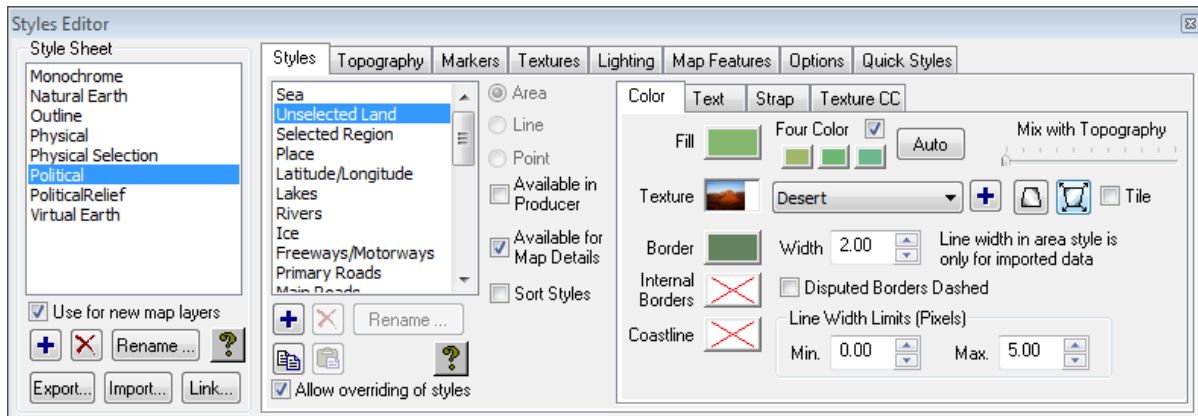 Styles Editor
Style Sheet
Monochrome
Natural Earth
Outline
Physical
Physical Selection
Political
PoliticalRelief
Virtual Earth
Use for new map layers
Rename ...
Export...
Import...
Link...
Styles
Topography
Markers
Textures
Lighting
Map Features
Options
Quick Styles
Sea
Unselected Land
Selected Region
Place
Latitude/Longitude
Lakes
Rivers
Ice
Freeways/Motorways
Primary Roads
Main Roads
Area
Line
Point
Available in
Producer
Available for
Map Details
Sort Styles
Rename ...
Allow overriding of styles
Color
Text
Strap
Texture CC
Fill
Four Color
Auto
Mix with Topography
Texture
Desert
Tile
Border
Width 2.00
Line width in area style is
only for imported data
Internal
Borders
Disputed Borders Dashed
Coastline
Line Width Limits (Pixels)
Min. 0.00
Max. 5.00